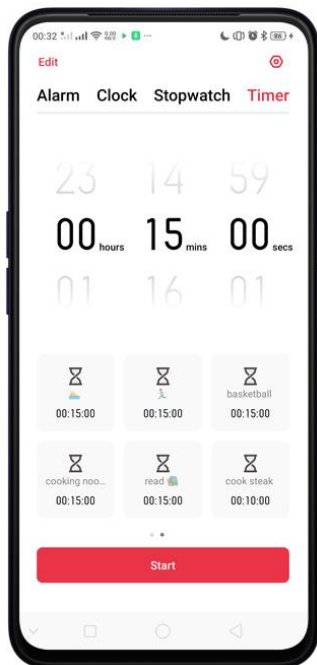 00:32
Edit
Alarm Clock Stopwatch Timer
23 14 59
00 hours 15 mins 00 secs
01 16 01
basketball
00:15:00 00:15:00 00:15:00
cooking noo... read cook steak
00:15:00 00:15:00 00:10:00
Start